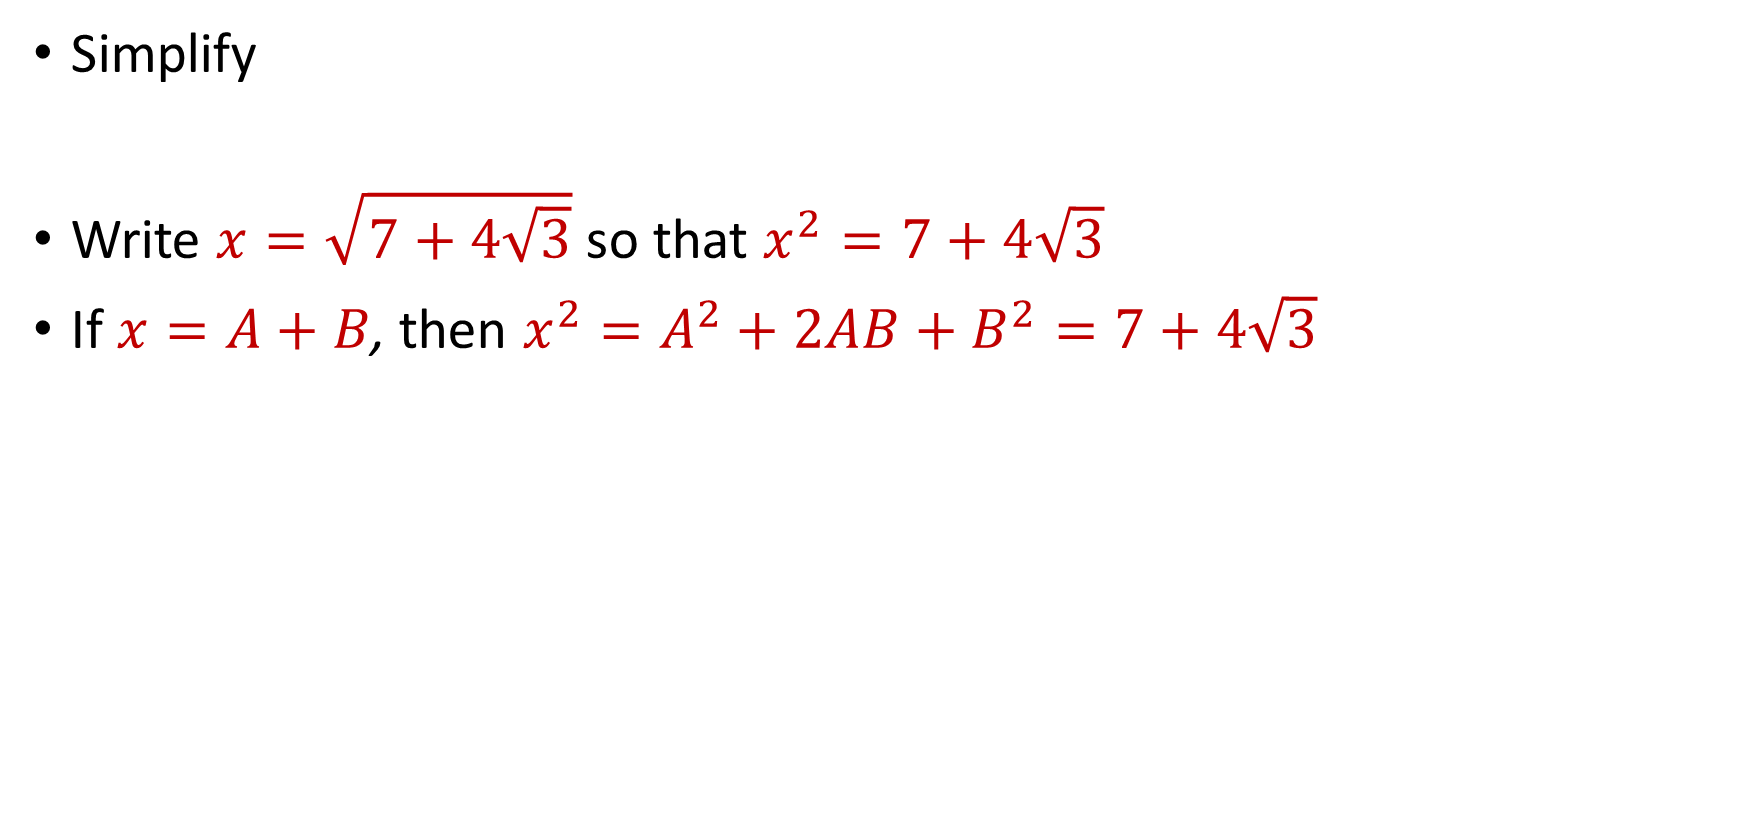 • Simplify
• Write x = √(7 + 4√3) so that x² = 7 + 4√3
• If x = A + B, then x² = A² + 2AB + B² = 7 + 4√3